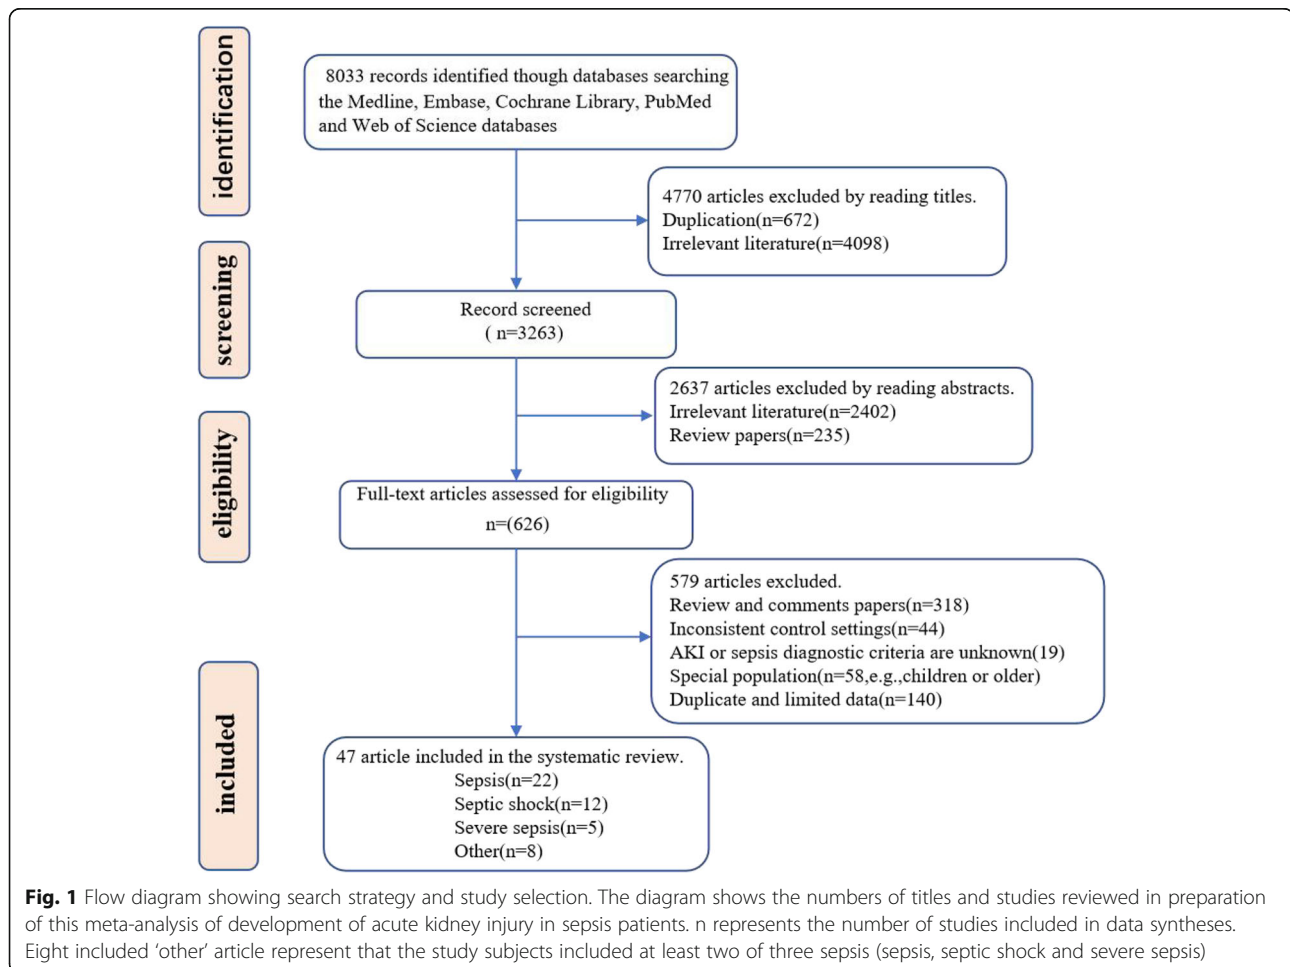 identification
8033 records identified though databases searching
the Medline, Embase, Cochrane Library, PubMed
and Web of Science databases
4770 articles excluded by reading titles.
Duplication(n=672)
Irrelevant literature(n=4098)
screening
Record screened
( n=3263)
2637 articles excluded by reading abstracts.
Irrelevant literature(n=2402)
Review papers(n=235)
eligibility
Full-text articles assessed for eligibility
n=(626)
579 articles excluded.
Review and comments papers(n=318)
Inconsistent control settings(n=44)
AKI or sepsis diagnostic criteria are unknown(19)
Special population(n=58,e.g.,children or older)
Duplicate and limited data(n=140)
included
47 article included in the systematic review.
Sepsis(n=22)
Septic shock(n=12)
Severe sepsis(n=5)
Other(n=8)
Fig. 1 Flow diagram showing search strategy and study selection. The diagram shows the numbers of titles and studies reviewed in preparation
of this meta-analysis of development of acute kidney injury in sepsis patients. n represents the number of studies included in data syntheses.
Eight included ‘other’ article represent that the study subjects included at least two of three sepsis (sepsis, septic shock and severe sepsis)